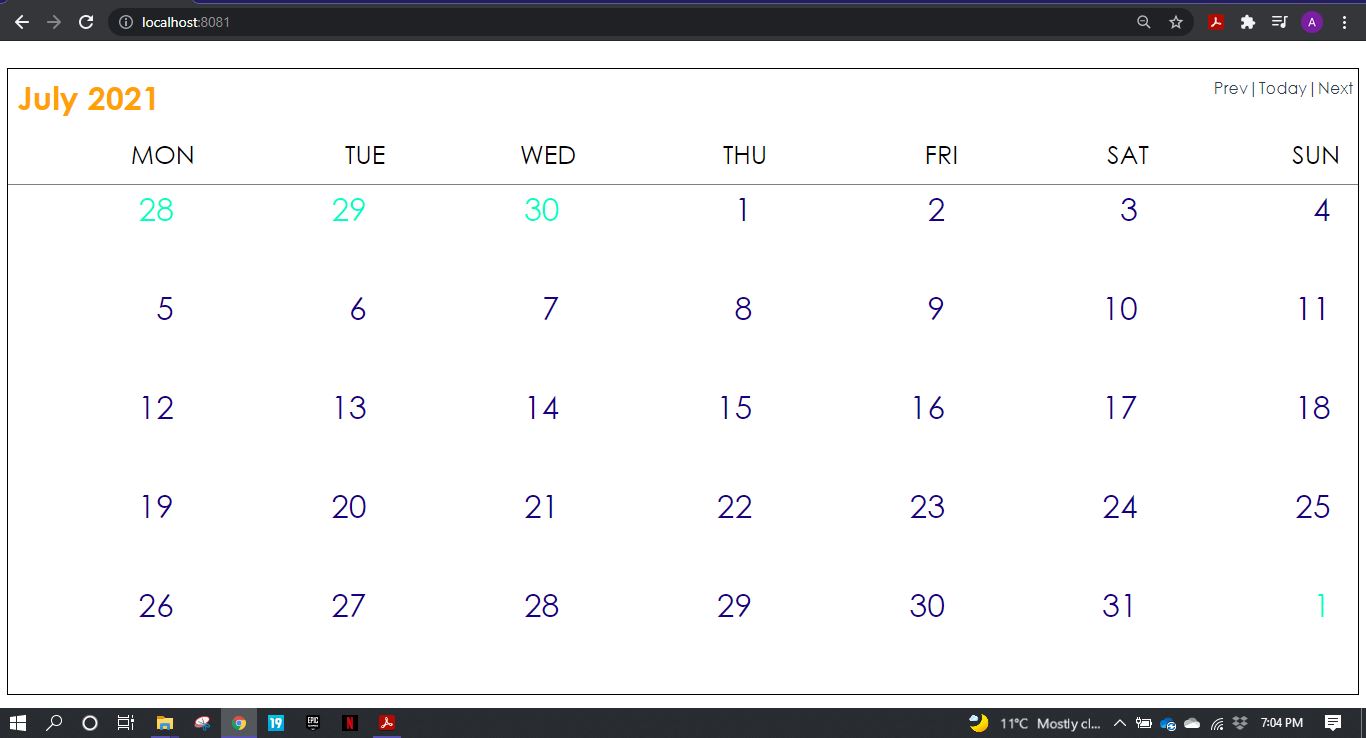 localhost:8081
A
July 2021
Prev|Today|Next
MON TUE WED THU FRI SAT SUN
28 29 30 1 2 3 4
5 6 7 8 9 10 11
12 13 14 15 16 17 18
19 20 21 22 23 24 25
26 27 28 29 30 31 1
19 EPIC N 11°C Mostly cl... 7:04 PM